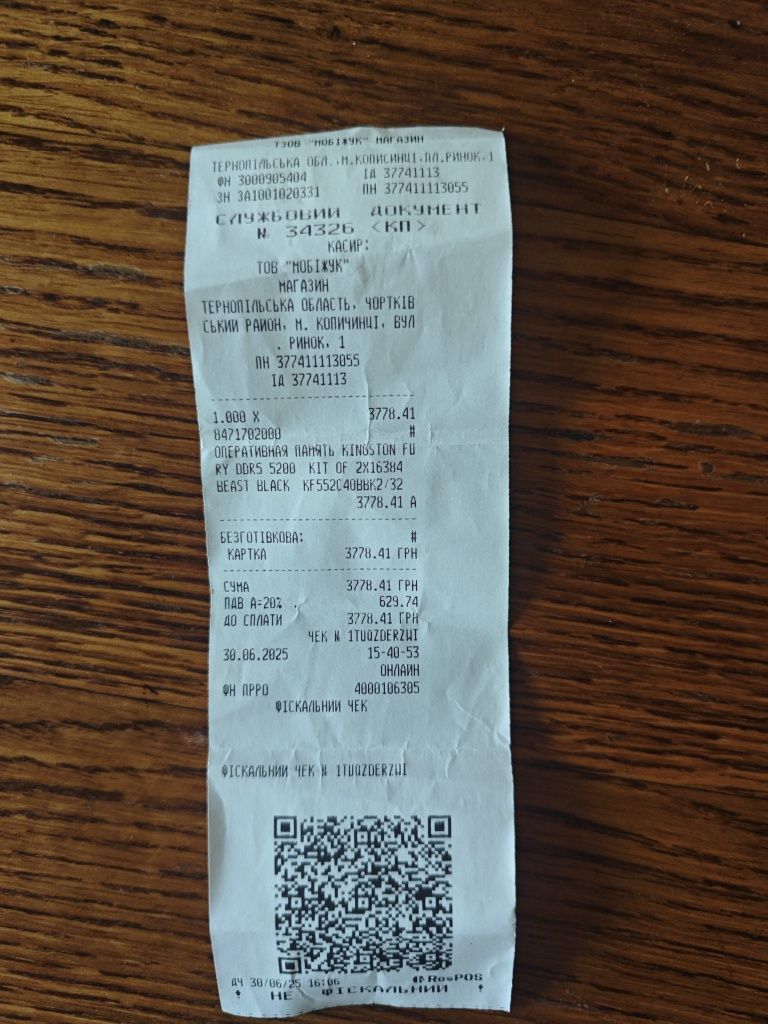 ТЗОВ "МОБІЖУК" МАГАЗИН
ТЕРНОПІЛЬСЬКА ОБЛ.,М.КОПИСИНЦІ,ПЛ.РИНОК,1
ФН 3000905404 ІД 37741113
ЗН ЗА1001020331 ПН 377411113055
СЛУЖБОВИЙ ДОКУМЕНТ
№ 34326 <КП>
КАСИР:
ТОВ "МОБІЖУК"
МАГАЗИН
ТЕРНОПІЛЬСЬКА ОБЛАСТЬ, ЧОРТКІВ
СЬКИЙ РАЙОН, М. КОПИЧИНЦІ, ВУЛ
. РИНОК, 1
ПН 377411113055
ІД 37741113
1.000 X 3778.41
8471702000 #
ОПЕРАТИВНАЯ ПАМЯТЬ KINGSTON FU
RY DDR5 5200 KIT OF 2X16384
BEAST BLACK KF552C40BBK2/32
3778.41 А
БЕЗГОТІВКОВА: #
КАРТКА 3778.41 ГРН
СУМА 3778.41 ГРН
ПДВ А=20% 629.74
ДО СПЛАТИ 3778.41 ГРН
ЧЕК № 1TUQZDERZWI
30.06.2025 15-40-53
ОНЛАЙН
ФН ПРРО 4000106305
ФІСКАЛЬНИЙ ЧЕК
ФІСКАЛЬНИЙ ЧЕК № 1TUQZDERZWI
ДЧ 30/06/25 16:06 RosPOS
! НЕ ФІСКАЛЬНИЙ !